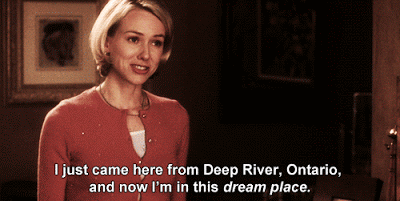 I just came here from Deep River, Ontario,
and now I'm in this dream place.